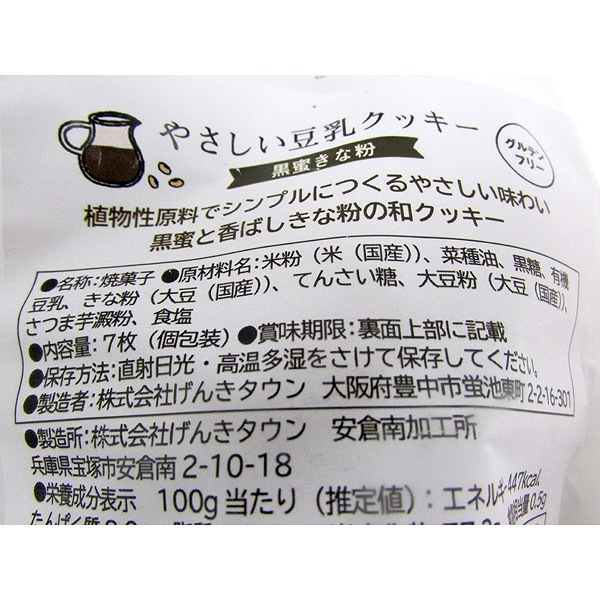 やさしい豆乳クッキー
黒蜜きな粉
グルテン
フリー
植物性原料でシンプルにつくるやさしい味わい
黒蜜と香ばしきな粉の和クッキー
●名称：焼菓子 ●原材料名：米粉（米（国産））、菜種油、黒糖、有機
豆乳、きな粉（大豆（国産））、てんさい糖、大豆粉（大豆（国産））、
さつま芋澱粉、食塩
●内容量：7枚（個包装） ●賞味期限：裏面上部に記載
●保存方法：直射日光・高温多湿をさけて保存してください。
●製造者：株式会社げんきタウン 大阪府豊中市蛍池東町2-2-16-301
●製造所：株式会社げんきタウン 安倉南加工所
兵庫県宝塚市安倉南2-10-18
●栄養成分表示 100g当たり（推定値）：エネルギー447kcal、
たんぱく質